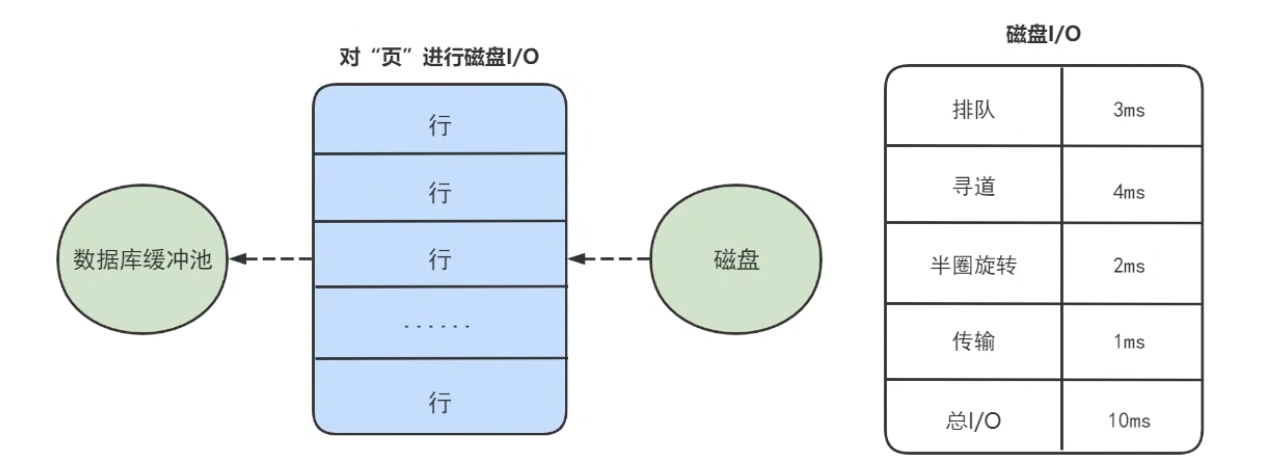 对“页”进行磁盘I/O
行
行
行
......
行
数据库缓冲池
磁盘
磁盘I/O
排队 3ms
寻道 4ms
半圈旋转 2ms
传输 1ms
总I/O 10ms